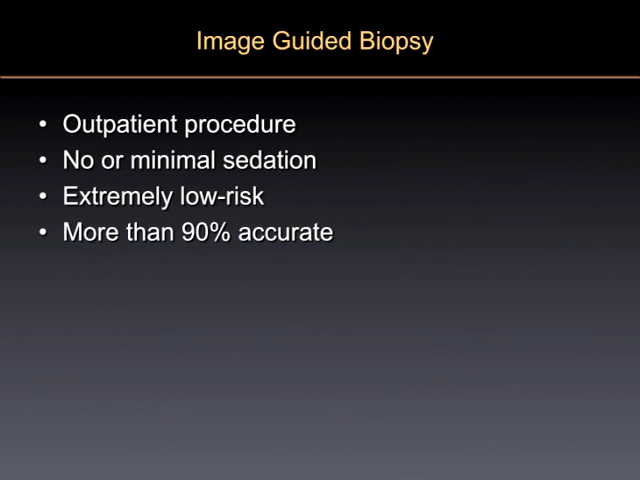 Image Guided Biopsy
• Outpatient procedure
• No or minimal sedation
• Extremely low-risk
• More than 90% accurate